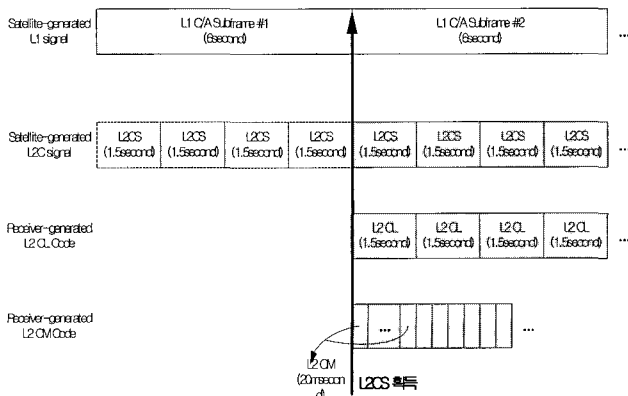 Satellite-generated
L1 signal
L1 C/A Subframe #1
(6second)
L1 C/A Subframe #2
(6second)
...
Satellite-generated
L2C signal
L2CS
(1.5second)
L2CS
(1.5second)
L2CS
(1.5second)
L2CS
(1.5second)
L2CS
(1.5second)
L2CS
(1.5second)
L2CS
(1.5second)
L2CS
(1.5second)
...
Receiver-generated
L2 CL Code
L2 CL
(1.5second)
L2 CL
(1.5second)
L2 CL
(1.5second)
L2 CL
(1.5second)
...
Receiver-generated
L2 CM Code
...
...
L2 CM
(20msecon
d)
L2CS 획득